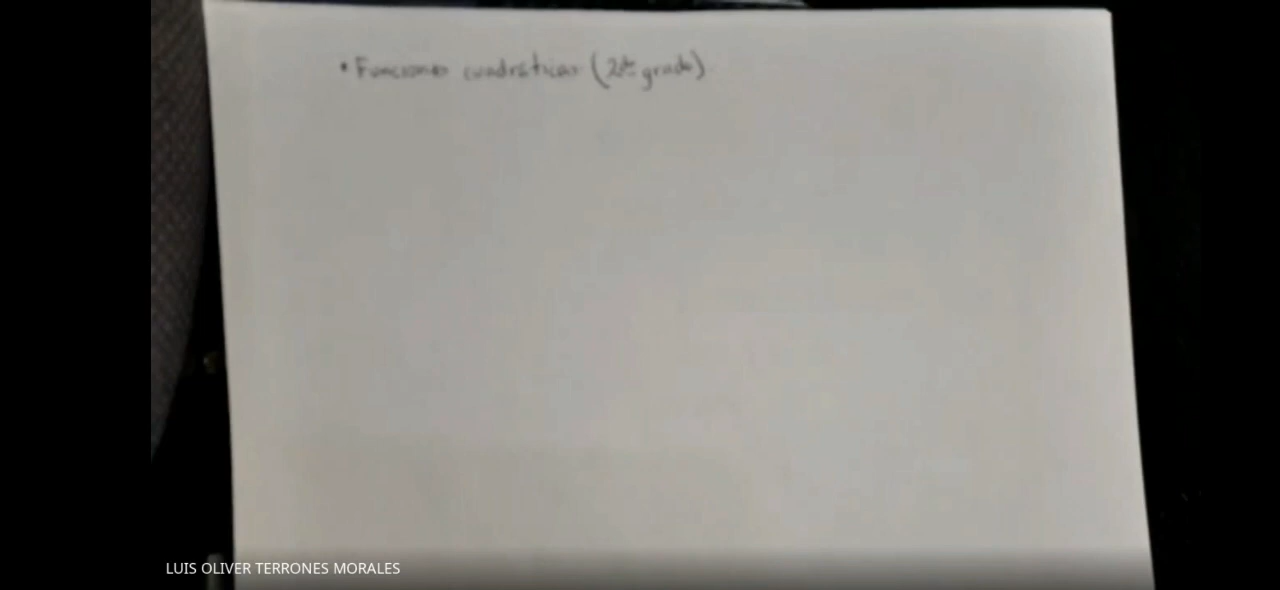 • Funciones cuadráticas (2do grado)
LUIS OLIVER TERRONES MORALES